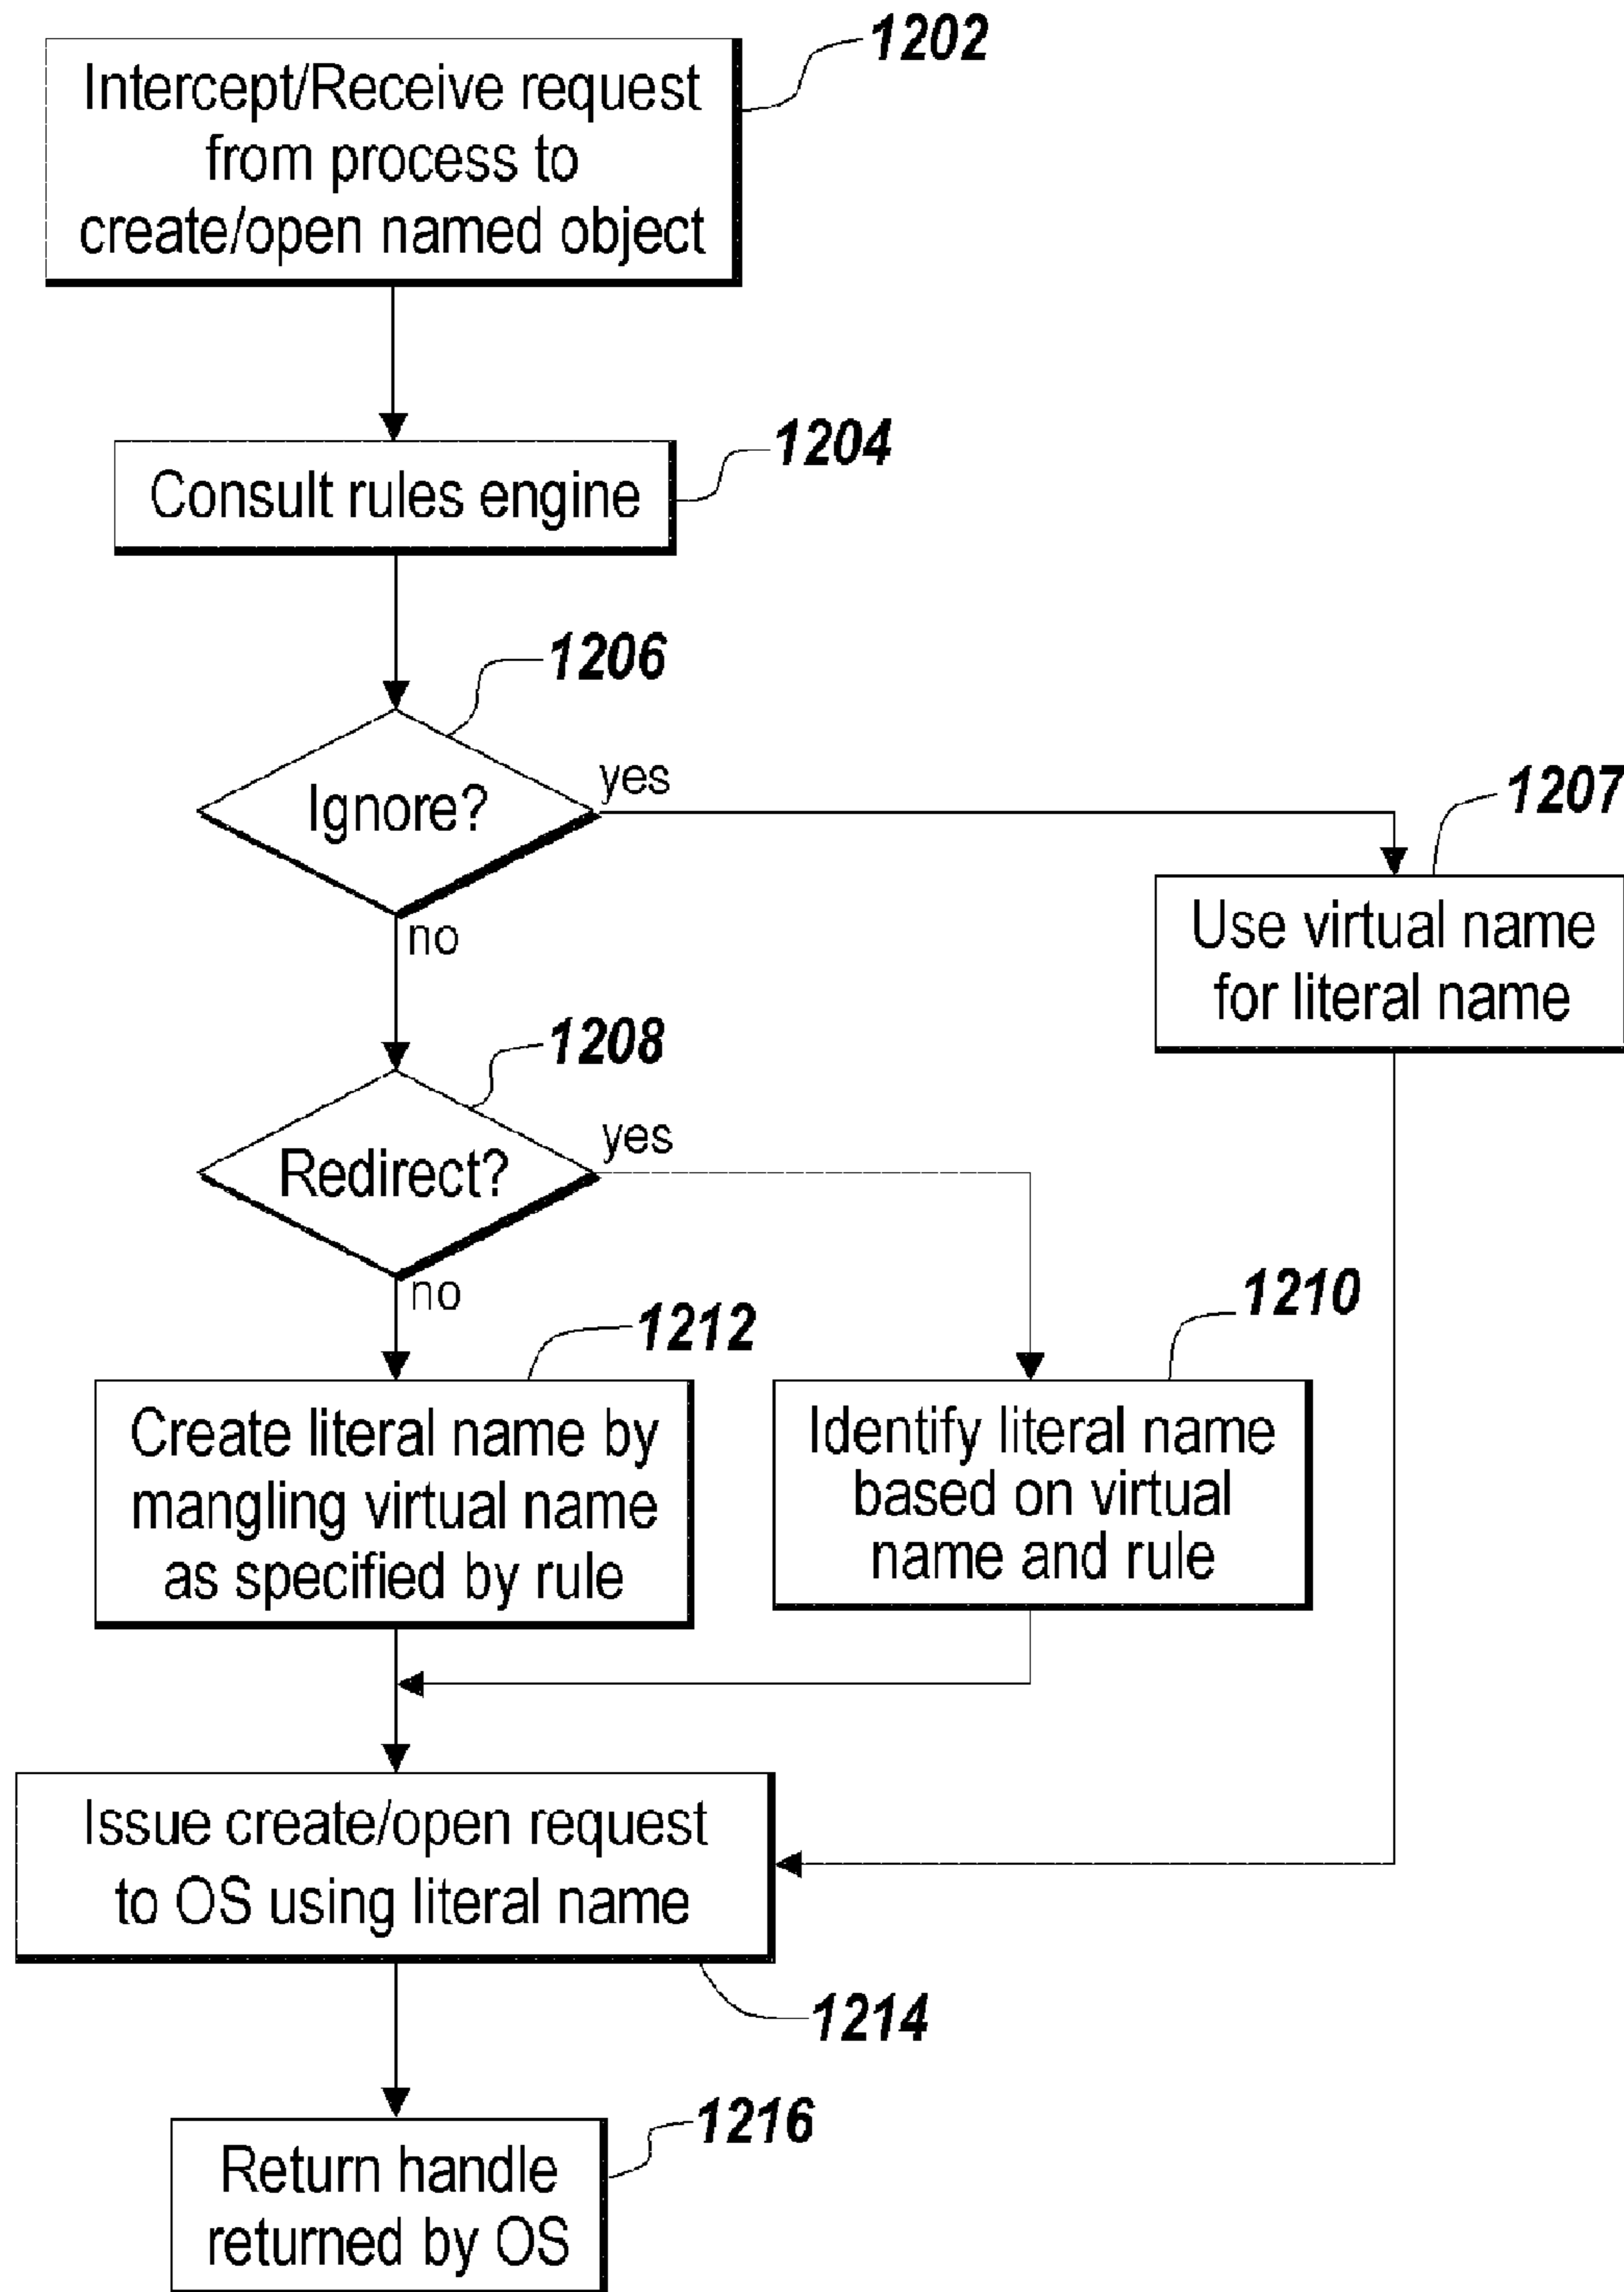 1202
Intercept/Receive request
from process to
create/open named object
1204
Consult rules engine
1206
Ignore?
yes
no
1207
Use virtual name
for literal name
1208
Redirect?
yes
no
1212
Create literal name by
mangling virtual name
as specified by rule
1210
Identify literal name
based on virtual
name and rule
Issue create/open request
to OS using literal name
1214
1216
Return handle
returned by OS